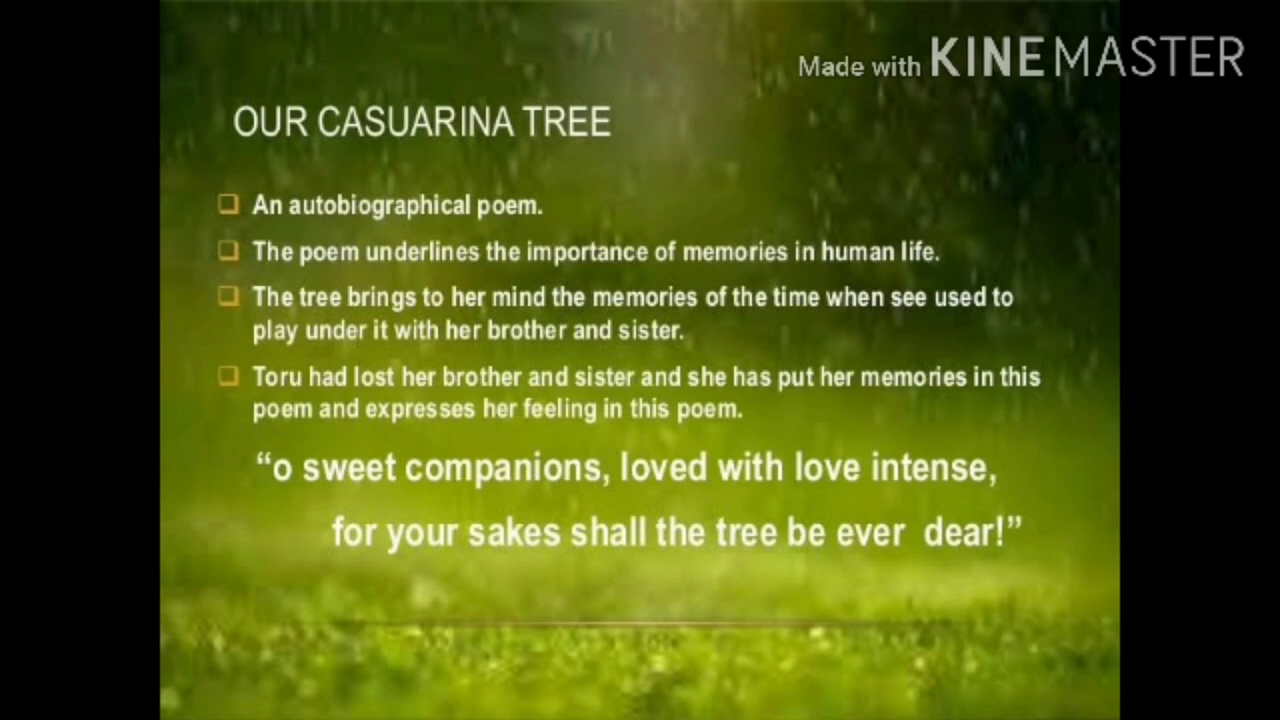 Made with KINEMASTER
OUR CASUARINA TREE
An autobiographical poem.
The poem underlines the importance of memories in human life.
The tree brings to her mind the memories of the time when see used to
play under it with her brother and sister.
Toru had lost her brother and sister and she has put her memories in this
poem and expresses her feeling in this poem.
“o sweet companions, loved with love intense,
for your sakes shall the tree be ever dear!”